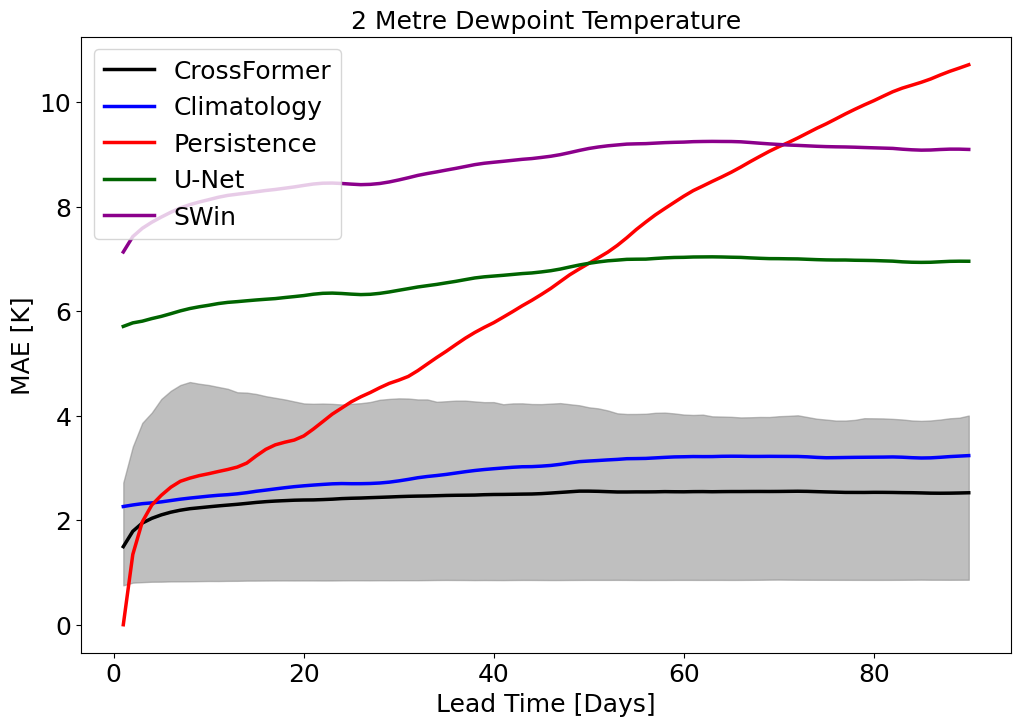 2 Metre Dewpoint Temperature
CrossFormer
Climatology
Persistence
U-Net
SWin
MAE [K]
10
8
6
4
2
0
0 20 40 60 80
Lead Time [Days]